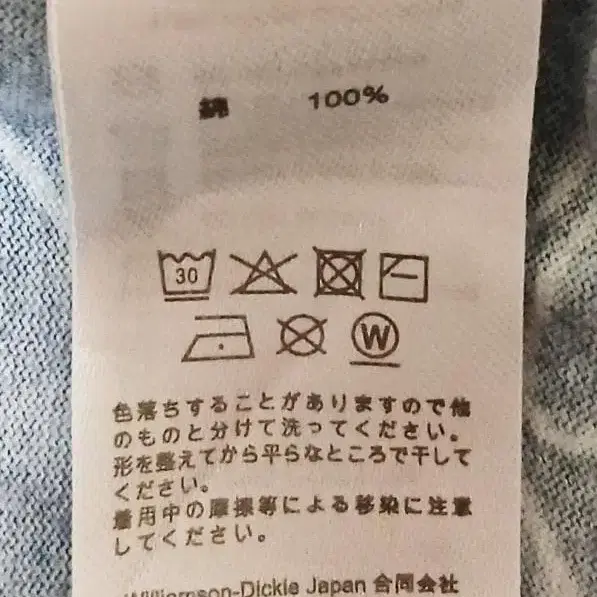 綿 100%
30
W
色落ちすることがありますので他
のものと分けて洗ってください。
形を整えてから平らなところで干して
ください。
着用中の摩擦等による移染に注意
してください。
Williamson-Dickie Japan 合同会社